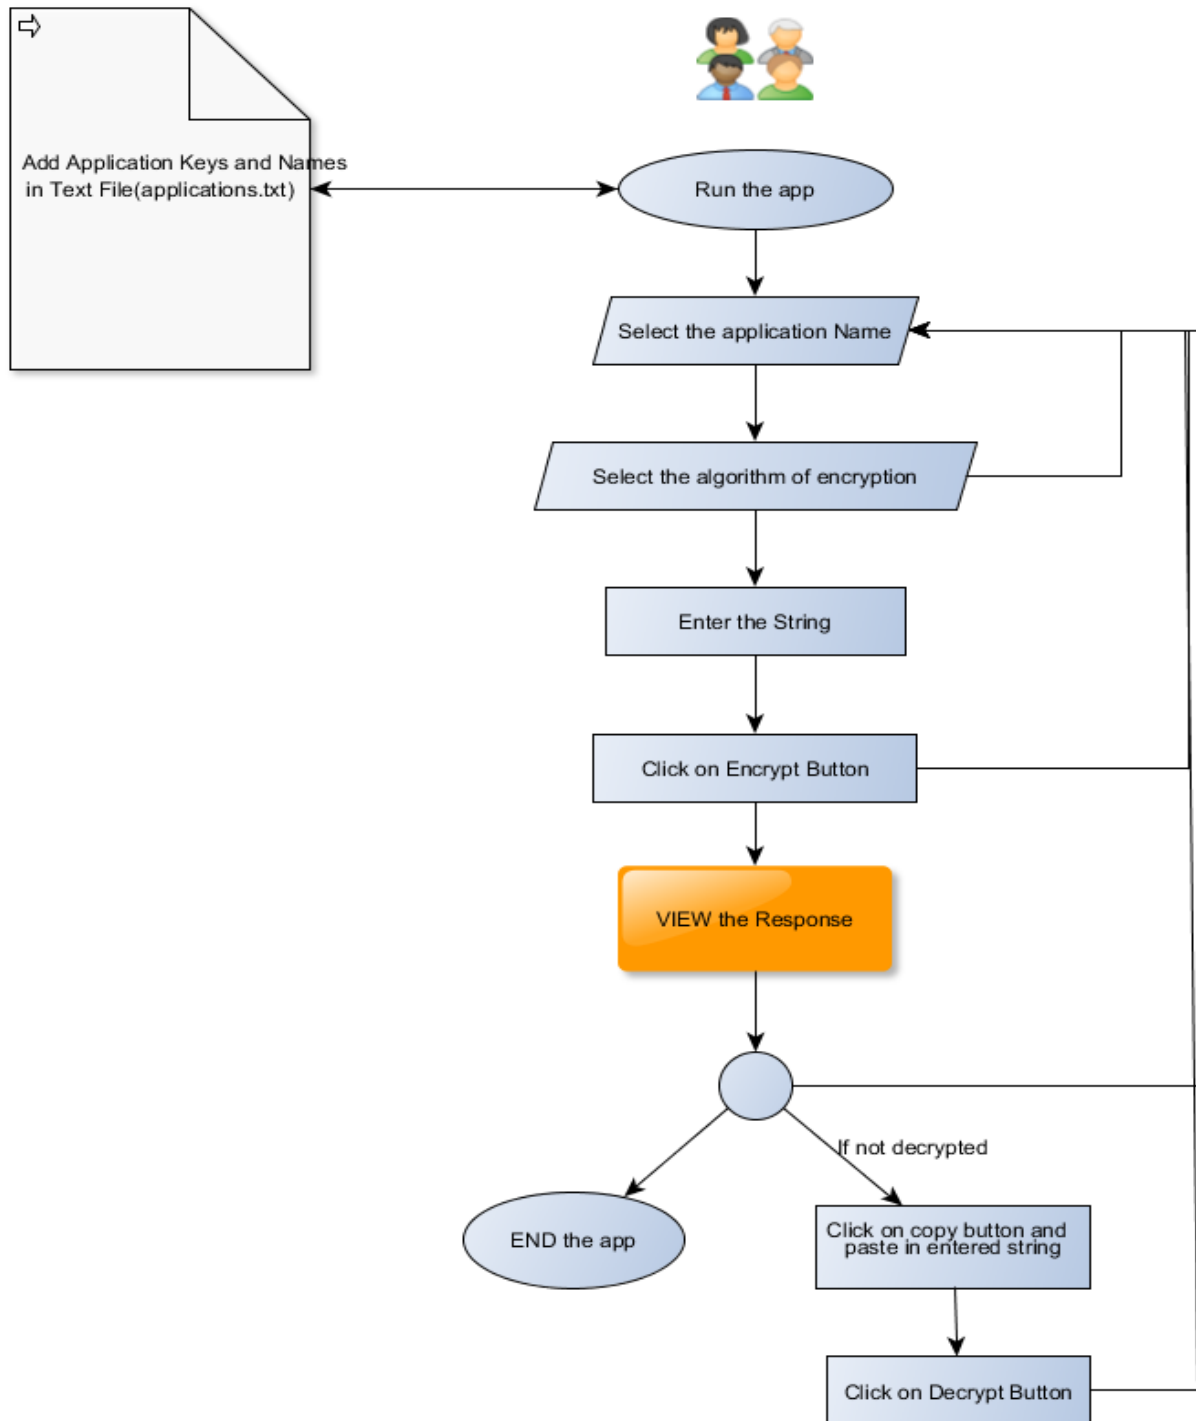 Add Application Keys and Names
in Text File(applications.txt)
Run the app
Select the application Name
Select the algorithm of encryption
Enter the String
Click on Encrypt Button
VIEW the Response
If not decrypted
END the app
Click on copy button and
paste in entered string
Click on Decrypt Button